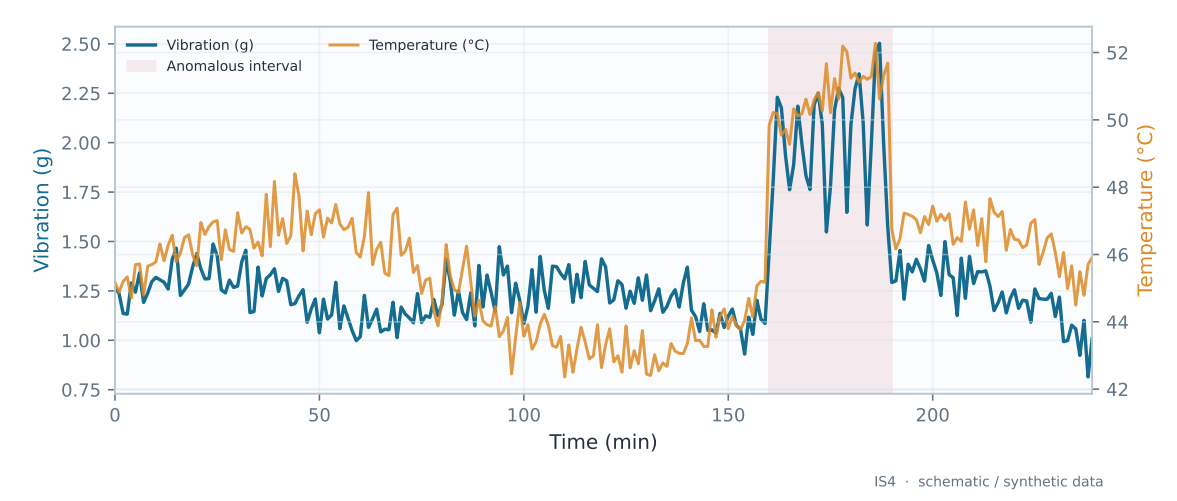 Vibration (g)
Temperature (°C)
Anomalous interval
2.50
2.25
2.00
1.75
1.50
1.25
1.00
0.75
Vibration (g)
52
50
48
46
44
42
Temperature (°C)
0 50 100 150 200
Time (min)
IS4 · schematic / synthetic data